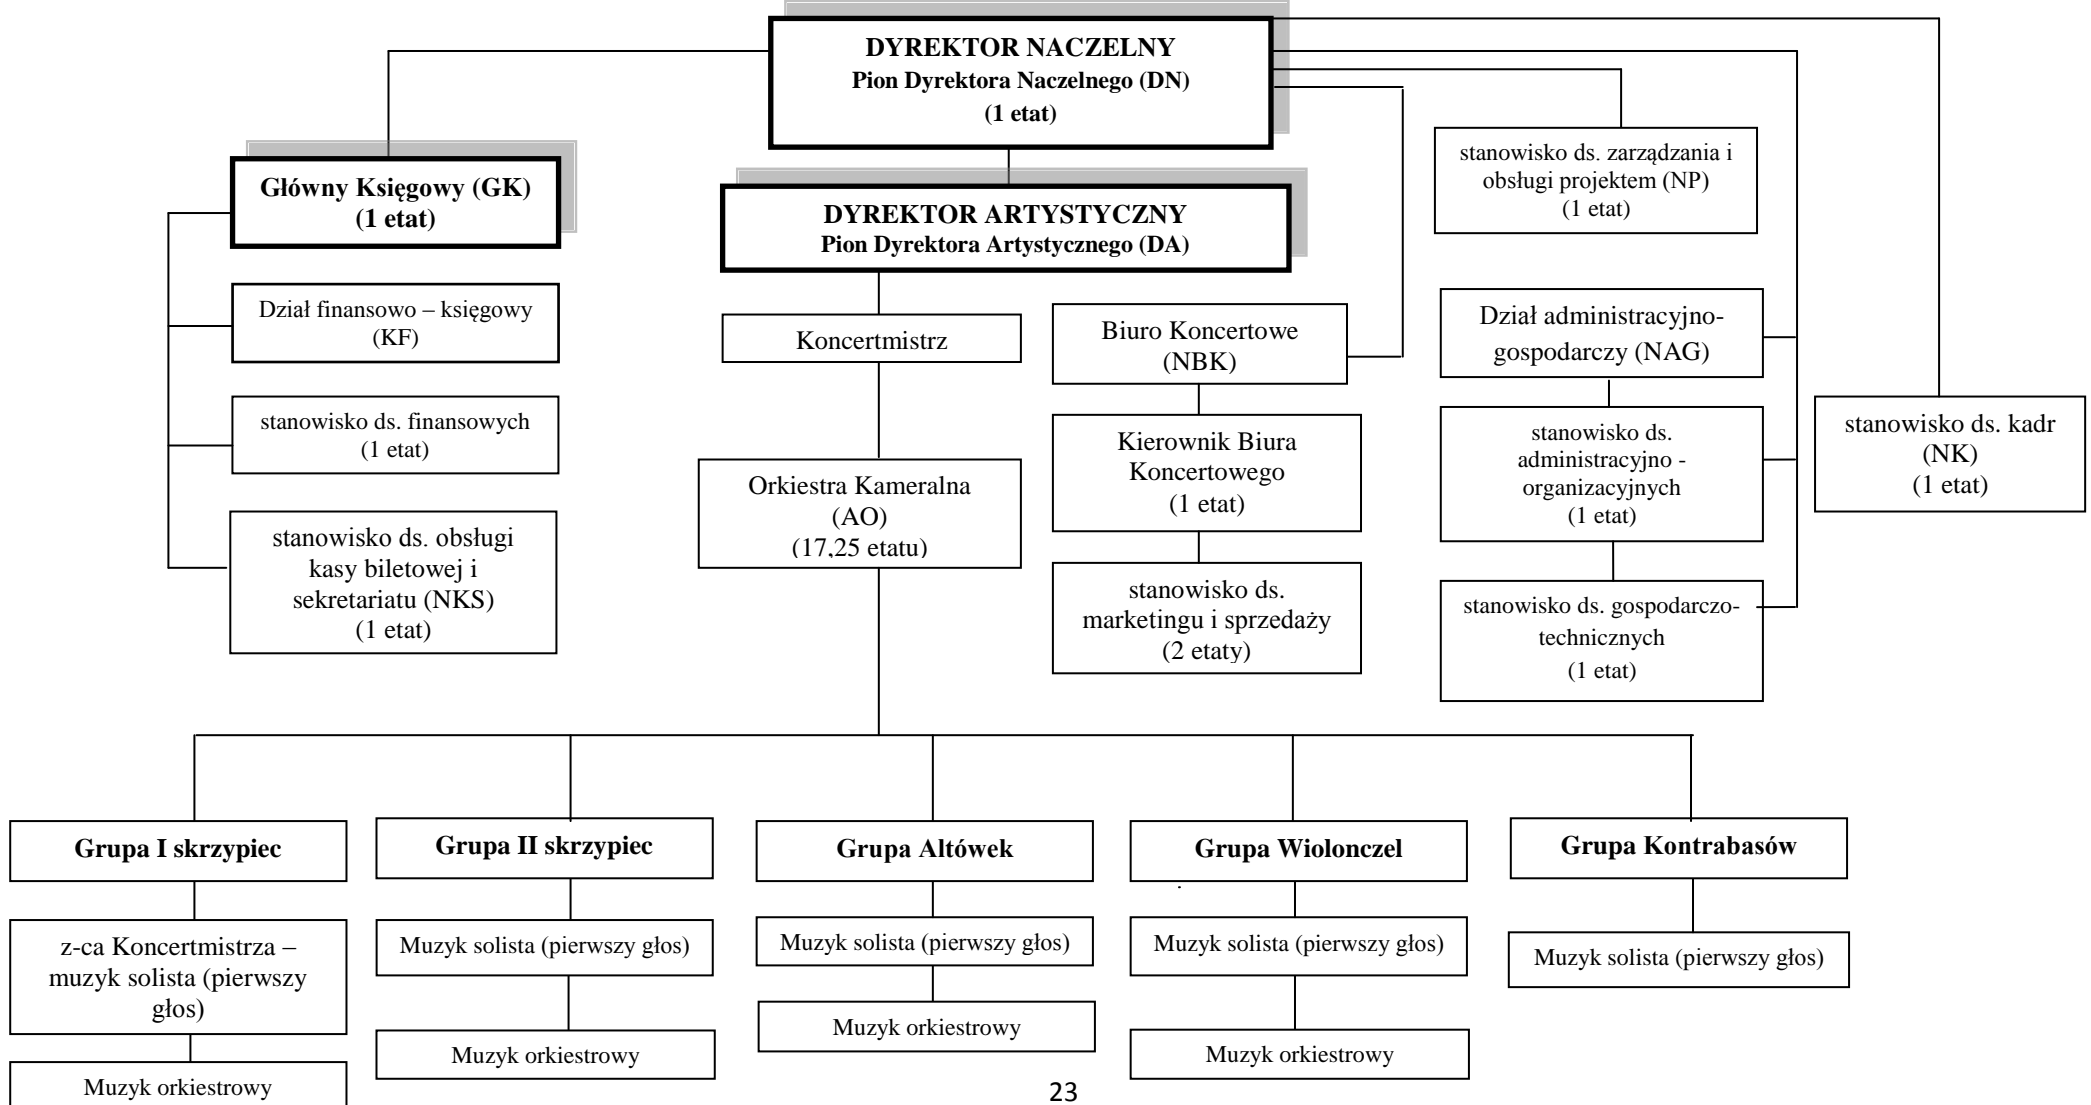 DYREKTOR NACZELNY
Pion Dyrektora Naczelnego (DN)
(1 etat)
Główny Księgowy (GK)
(1 etat)
DYREKTOR ARTYSTYCZNY
Pion Dyrektora Artystycznego (DA)
stanowisko ds. zarządzania i
obsługi projektem (NP)
(1 etat)
Dział finansowo – księgowy
(KF)
Koncertmistrz
Biuro Koncertowe
(NBK)
Dział administracyjno-
gospodarczy (NAG)
stanowisko ds. finansowych
(1 etat)
Orkiestra Kameralna
(AO)
(17,25 etatu)
Kierownik Biura
Koncertowego
(1 etat)
stanowisko ds.
administracyjno -
organizacyjnych
(1 etat)
stanowisko ds. kadr
(NK)
(1 etat)
stanowisko ds. obsługi
kasy biletowej i
sekretariatu (NKS)
(1 etat)
stanowisko ds.
marketingu i sprzedaży
(2 etaty)
stanowisko ds. gospodarczo-
technicznych
(1 etat)
Grupa I skrzypiec
Grupa II skrzypiec
Grupa Altówek
Grupa Wiolonczel
Grupa Kontrabasów
z-ca Koncertmistrza –
muzyk solista (pierwszy
głos)
Muzyk solista (pierwszy głos)
Muzyk solista (pierwszy głos)
Muzyk solista (pierwszy głos)
Muzyk solista (pierwszy głos)
Muzyk orkiestrowy
Muzyk orkiestrowy
Muzyk orkiestrowy
Muzyk orkiestrowy
23